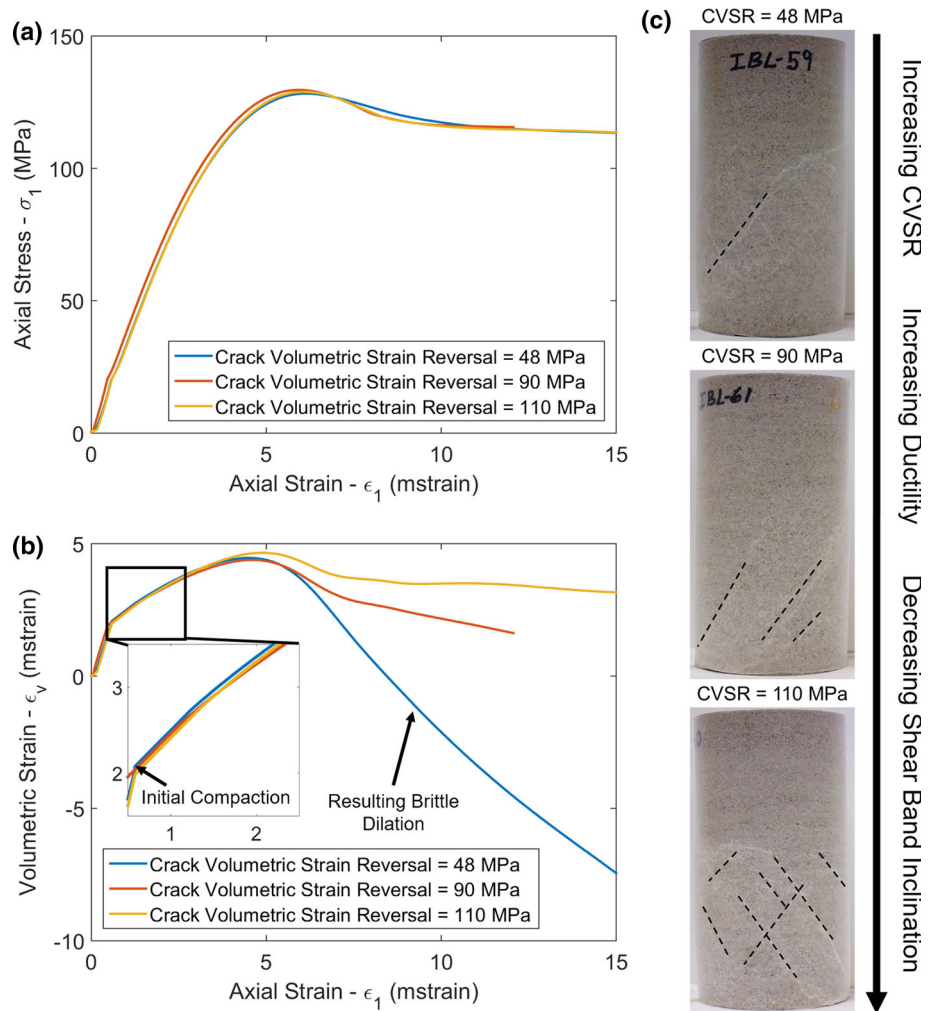 (a)
150
100
50
0
Axial Stress - σ₁ (MPa)
Crack Volumetric Strain Reversal = 48 MPa
Crack Volumetric Strain Reversal = 90 MPa
Crack Volumetric Strain Reversal = 110 MPa
0 5 10 15
Axial Strain - ϵ₁ (mstrain)
(b)
5
0
-5
-10
Volumetric Strain - ϵᵥ (mstrain)
3
2
Initial Compaction
1 2
Resulting Brittle
Dilation
Crack Volumetric Strain Reversal = 48 MPa
Crack Volumetric Strain Reversal = 90 MPa
Crack Volumetric Strain Reversal = 110 MPa
0 5 10 15
Axial Strain - ϵ₁ (mstrain)
(c)
CVSR = 48 MPa
IBL-59
CVSR = 90 MPa
IBL-61
CVSR = 110 MPa
Increasing CVSR
Increasing Ductility
Decreasing Shear Band Inclination